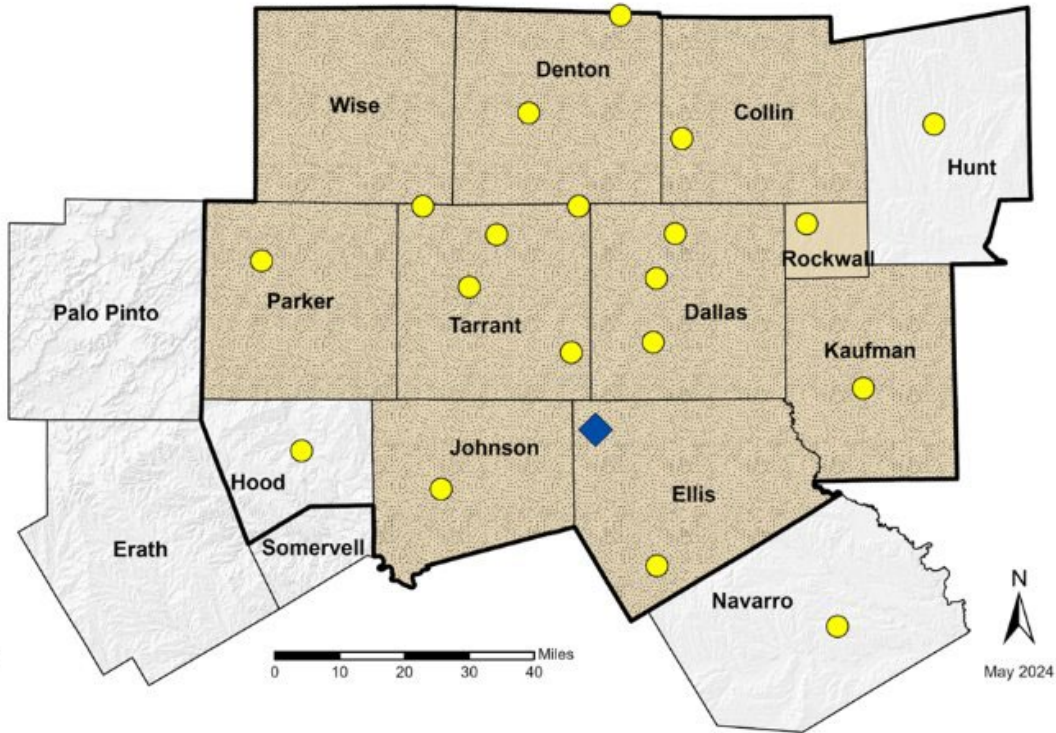 Denton
Wise
Collin
Hunt
Rockwall
Palo Pinto
Parker
Tarrant
Dallas
Kaufman
Johnson
Hood
Ellis
Erath
Somervell
Navarro
N
Miles
0 10 20 30 40
May 2024